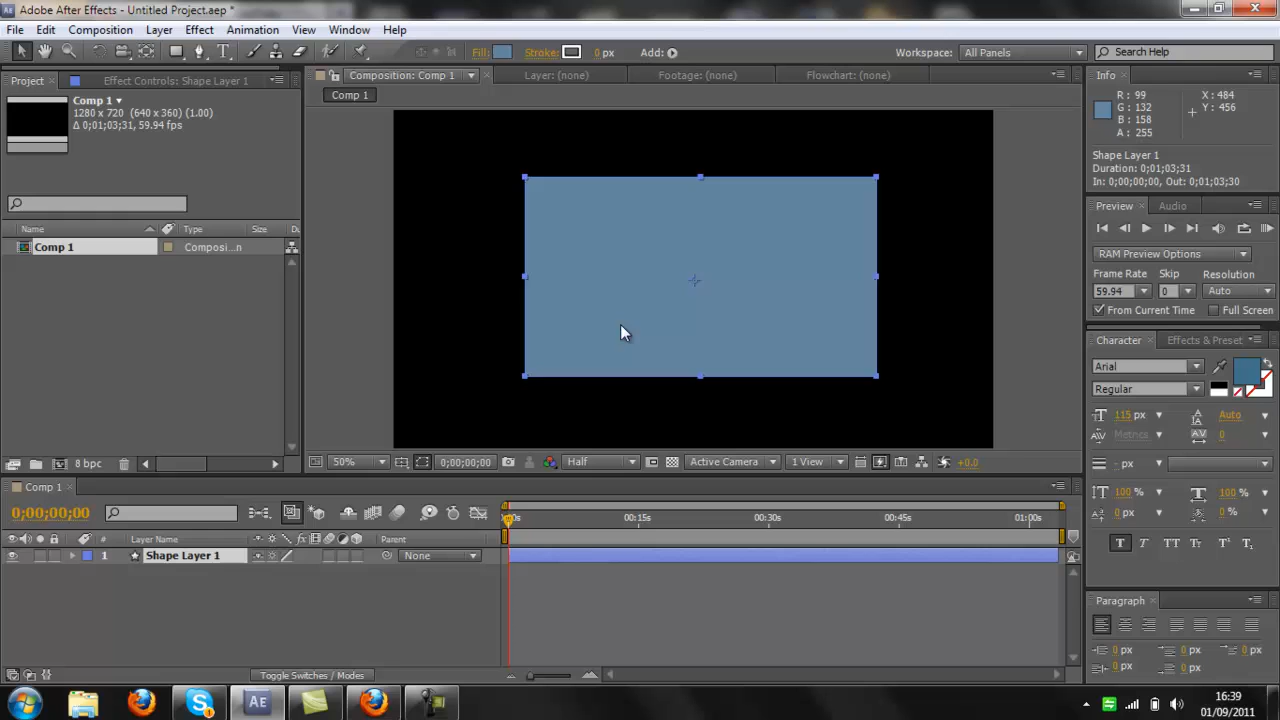 Adobe After Effects - Untitled Project.aep *
File Edit Composition Layer Effect Animation View Window Help
Fill: Stroke: 0 px Add:
Workspace: All Panels
Search Help
Project Effect Controls: Shape Layer 1
Comp 1
1280 x 720 (640 x 360) (1.00)
Δ 0;01;03;31, 59.94 fps
Name Type Size
Comp 1 Composi...n
8 bpc
Composition: Comp 1 Layer: (none) Footage: (none) Flowchart: (none)
Comp 1
50% 0;00;00;00 Half Active Camera 1 View +0.0
Info
R : 99
G : 132
B : 158
A : 255
X : 484
Y : 456
Shape Layer 1
Duration: 0;01;03;31
In: 0;00;00;00, Out: 0;01;03;30
Preview Audio
RAM Preview Options
Frame Rate Skip Resolution
59.94 0 Auto
From Current Time Full Screen
Character Effects & Preset
Arial
Regular
115 px Auto
Metrics 0
- px
100 % 100 %
0 px 0 %
T T TT Tr T¹ T₁
Paragraph
0 px 0 px 0 px
0 px 0 px
Comp 1
0;00;00;00
# Layer Name Parent
1 Shape Layer 1 None
00:15s 00:30s 00:45s 01:00s
Toggle Switches / Modes
16:39
01/09/2011